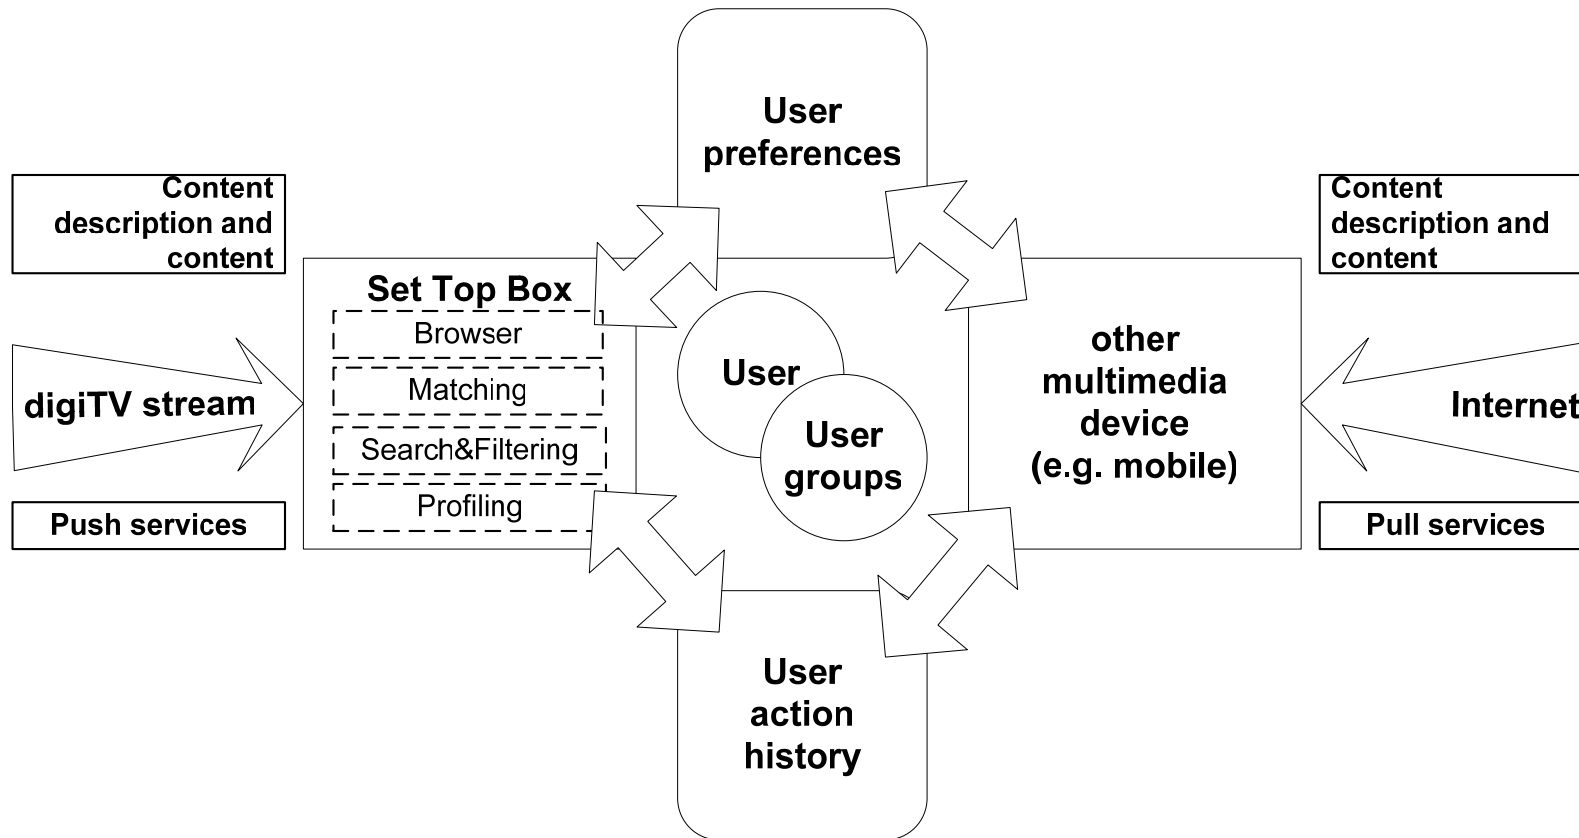 User
preferences
Content
description and
content
Content
description and
content
Set Top Box
Browser
Matching
Search&Filtering
Profiling
digiTV stream
User
User
groups
other
multimedia
device
(e.g. mobile)
Internet
Push services
Pull services
User
action
history